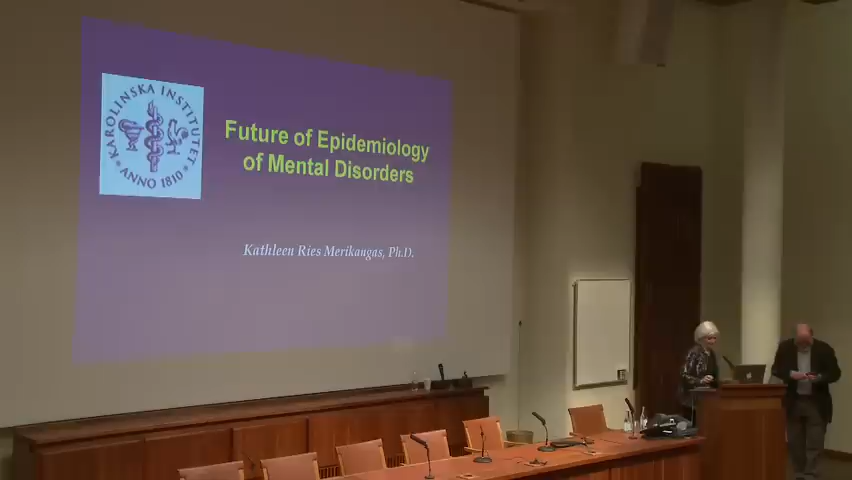 KAROLINSKA INSTITUTET
ANNO 1810
Future of Epidemiology
of Mental Disorders
Kathleen Ries Merikangas, Ph.D.